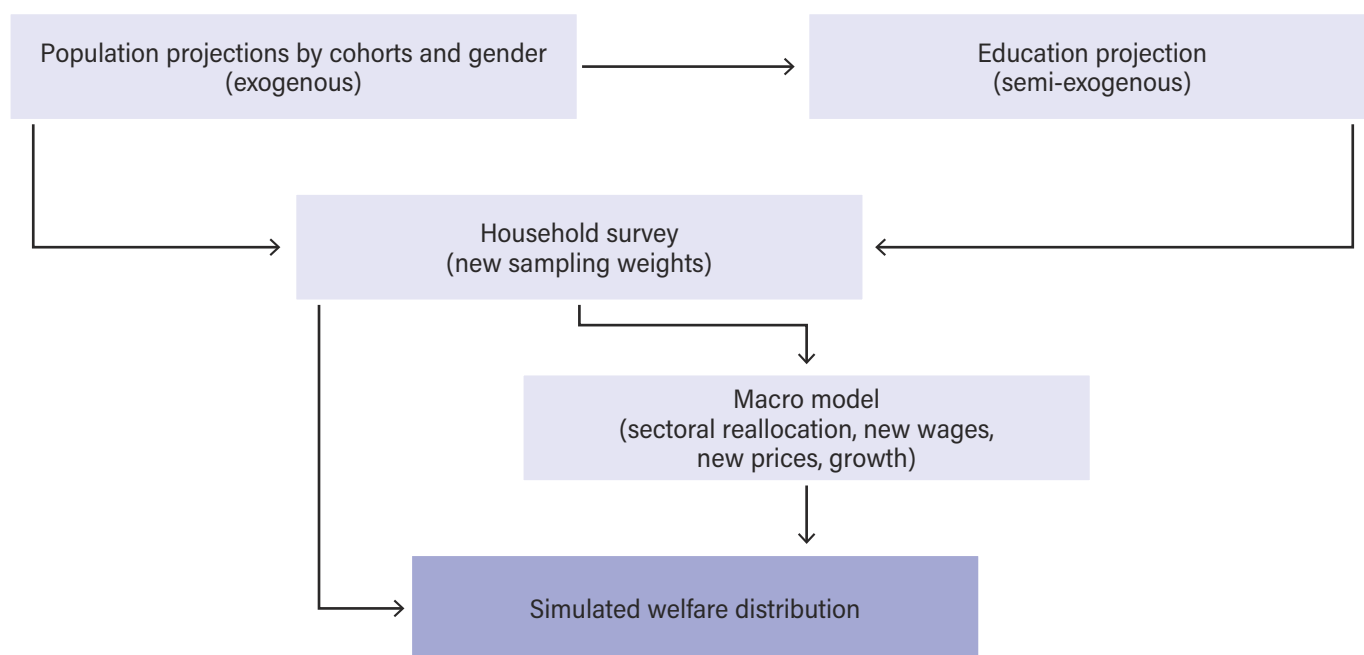 Population projections by cohorts and gender
(exogenous)
Education projection
(semi-exogenous)
Household survey
(new sampling weights)
Macro model
(sectoral reallocation, new wages,
new prices, growth)
Simulated welfare distribution